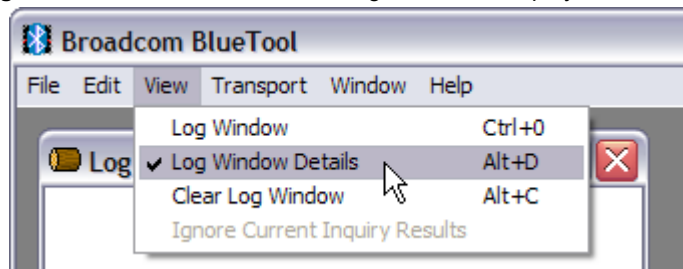 Broadcom BlueTool
File Edit View Transport Window Help
Log Window Ctrl+0
Log
Log Window Details Alt+D
Clear Log Window Alt+C
Ignore Current Inquiry Results